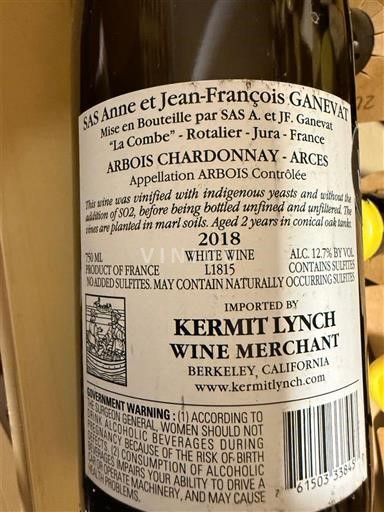 SAS Anne et Jean-François GANEVAT
Mise en Bouteille par SAS A. et JF. Ganevat
"La Combe" - Rotalier - Jura - France
ARBOIS CHARDONNAY - ARCES
Appellation ARBOIS Contrôlée
This wine was vinified with indigenous yeasts and without the
addition of SO2, before being bottled unfined and unfiltered. The
vines are planted in marl soils. Aged 2 years in conical oak tanks.
2018
750 ML WHITE WINE ALC. 12.7% BY VOL
PRODUCT OF FRANCE L1815 CONTAINS SULFITES
NO ADDED SULFITES. MAY CONTAIN NATURALLY OCCURRING SULFITES
IMPORTED BY
KERMIT LYNCH
WINE MERCHANT
BERKELEY, CALIFORNIA
www.kermitlynch.com
GOVERNMENT WARNING: (1) ACCORDING TO
THE SURGEON GENERAL, WOMEN SHOULD NOT
DRINK ALCOHOLIC BEVERAGES DURING
PREGNANCY BECAUSE OF THE RISK OF BIRTH
DEFECTS. (2) CONSUMPTION OF ALCOHOLIC
BEVERAGES IMPAIRS YOUR ABILITY TO DRIVE A
CAR OR OPERATE MACHINERY, AND MAY CAUSE
HEALTH PROBLEMS.